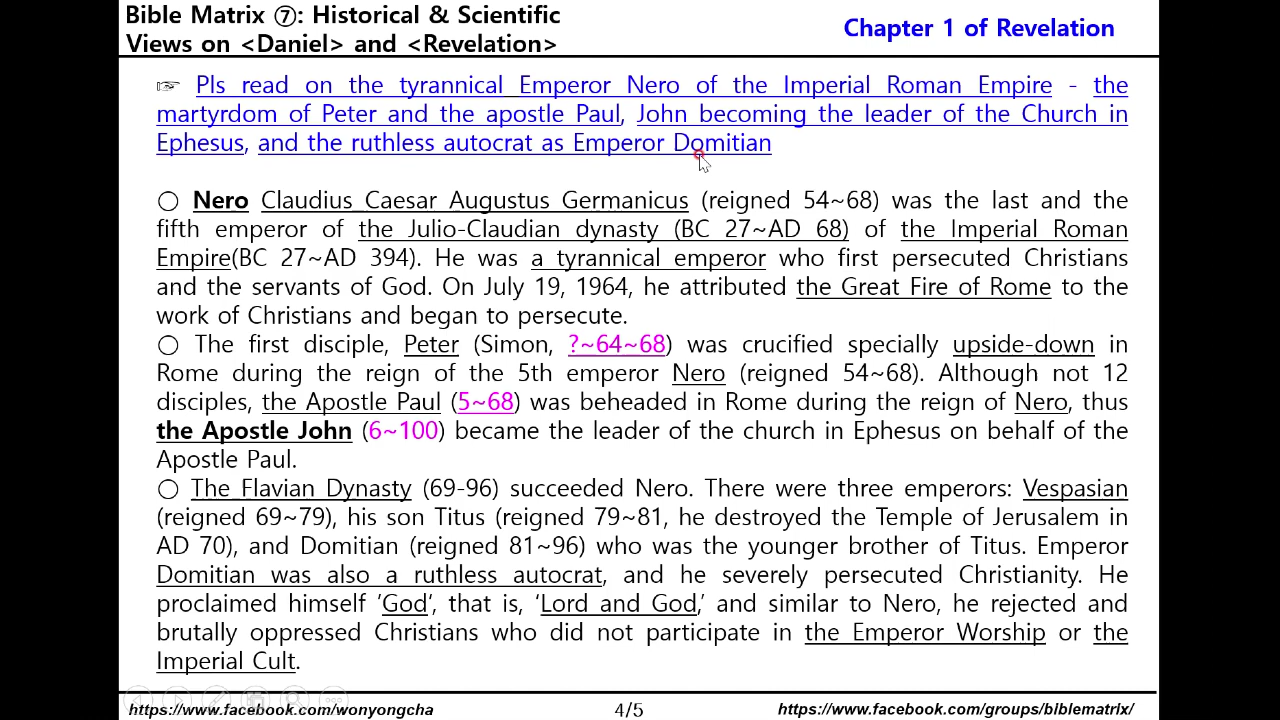 Bible Matrix ⑦: Historical & Scientific
Views on <Daniel> and <Revelation>
Chapter 1 of Revelation
☞ Pls read on the tyrannical Emperor Nero of the Imperial Roman Empire - the
martyrdom of Peter and the apostle Paul, John becoming the leader of the Church in
Ephesus, and the ruthless autocrat as Emperor Domitian
○ Nero Claudius Caesar Augustus Germanicus (reigned 54~68) was the last and the
fifth emperor of the Julio-Claudian dynasty (BC 27~AD 68) of the Imperial Roman
Empire(BC 27~AD 394). He was a tyrannical emperor who first persecuted Christians
and the servants of God. On July 19, 1964, he attributed the Great Fire of Rome to the
work of Christians and began to persecute.
○ The first disciple, Peter (Simon, ?~64~68) was crucified specially upside-down in
Rome during the reign of the 5th emperor Nero (reigned 54~68). Although not 12
disciples, the Apostle Paul (5~68) was beheaded in Rome during the reign of Nero, thus
the Apostle John (6~100) became the leader of the church in Ephesus on behalf of the
Apostle Paul.
○ The Flavian Dynasty (69-96) succeeded Nero. There were three emperors: Vespasian
(reigned 69~79), his son Titus (reigned 79~81, he destroyed the Temple of Jerusalem in
AD 70), and Domitian (reigned 81~96) who was the younger brother of Titus. Emperor
Domitian was also a ruthless autocrat, and he severely persecuted Christianity. He
proclaimed himself ‘God’, that is, ‘Lord and God,’ and similar to Nero, he rejected and
brutally oppressed Christians who did not participate in the Emperor Worship or the
Imperial Cult.
https://www.facebook.com/wonyongcha
4/5
https://www.facebook.com/groups/biblematrix/